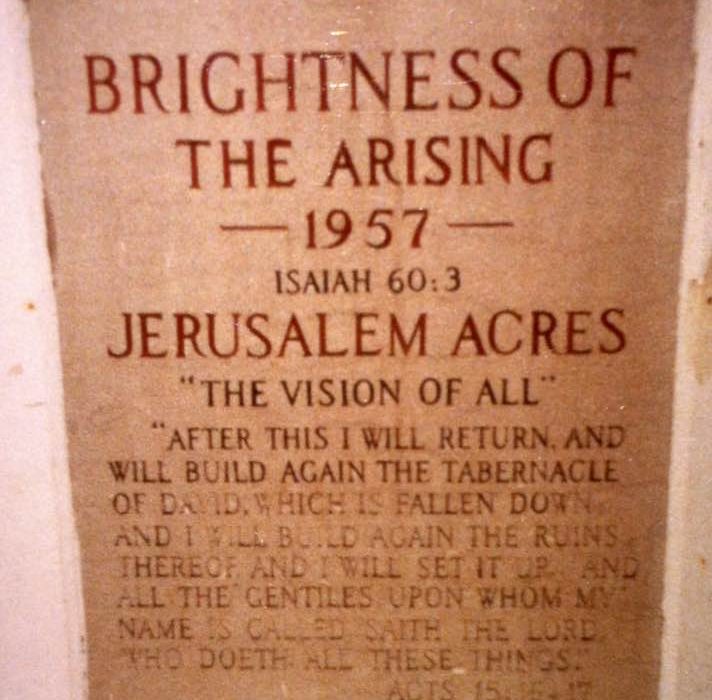 BRIGHTNESS OF
THE ARISING
— 1957 —
ISAIAH 60:3
JERUSALEM ACRES
"THE VISION OF ALL"
"AFTER THIS I WILL RETURN, AND
WILL BUILD AGAIN THE TABERNACLE
OF DAVID, WHICH IS FALLEN DOWN,
AND I WILL BUILD AGAIN THE RUINS
THEREOF, AND I WILL SET IT UP. AND
ALL THE GENTILES UPON WHOM MY
NAME IS CALLED SAITH THE LORD
WHO DOETH ALL THESE THINGS."
ACTS 15